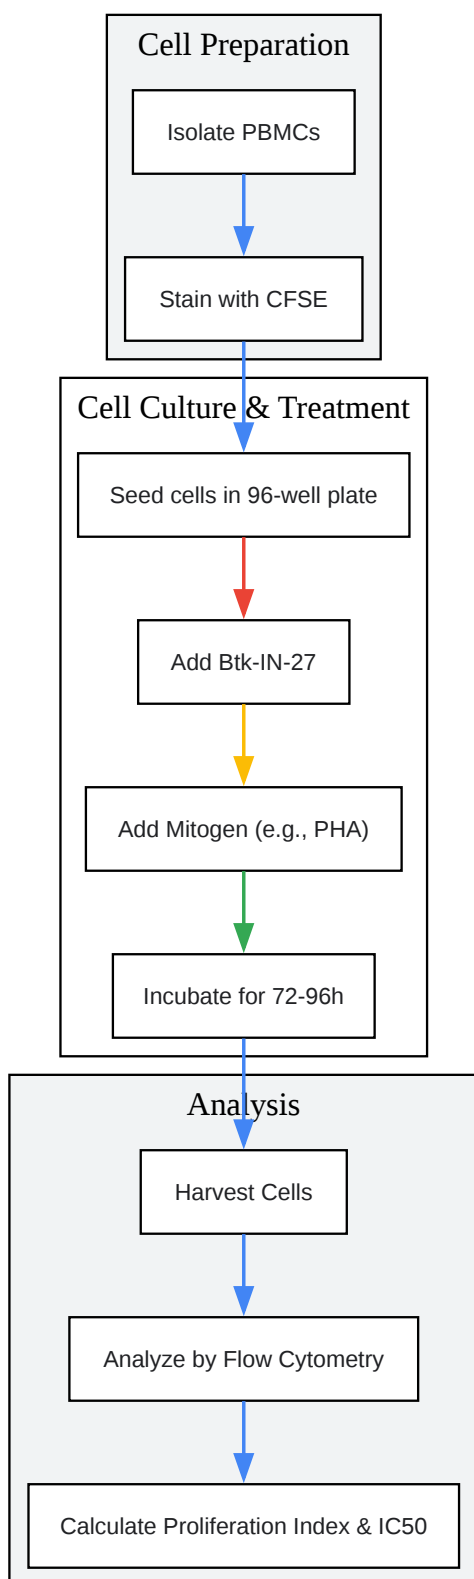 Cell Preparation
Isolate PBMCs
Stain with CFSE
Cell Culture & Treatment
Seed cells in 96-well plate
Add Btk-IN-27
Add Mitogen (e.g., PHA)
Incubate for 72-96h
Analysis
Harvest Cells
Analyze by Flow Cytometry
Calculate Proliferation Index & IC50